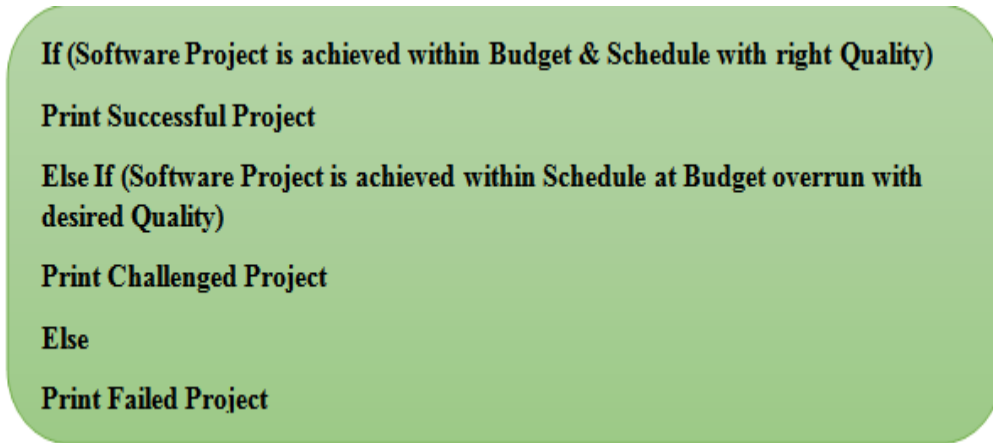 If (Software Project is achieved within Budget & Schedule with right Quality)
Print Successful Project
Else If (Software Project is achieved within Schedule at Budget overrun with
desired Quality)
Print Challenged Project
Else
Print Failed Project